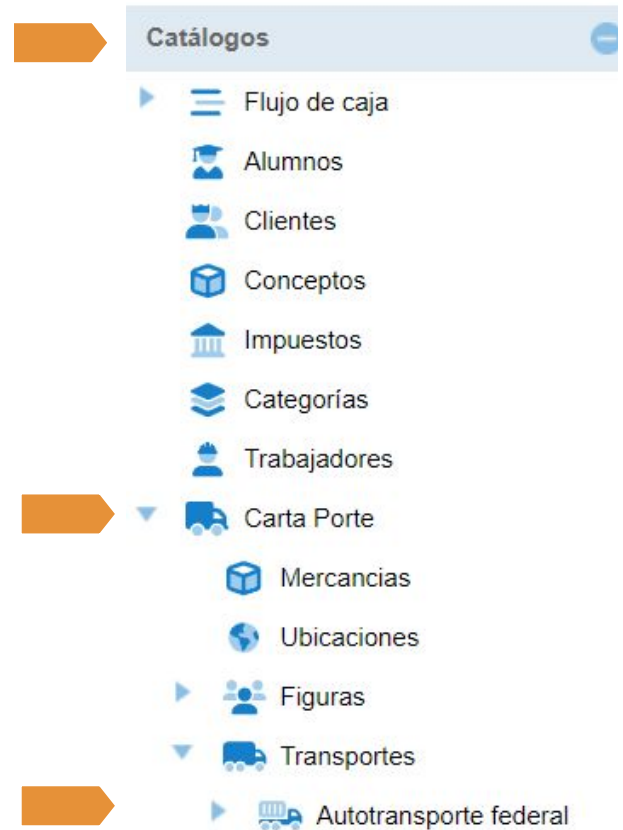 Catálogos
Flujo de caja
Alumnos
Clientes
Conceptos
Impuestos
Categorías
Trabajadores
Carta Porte
Mercancias
Ubicaciones
Figuras
Transportes
Autotransporte federal